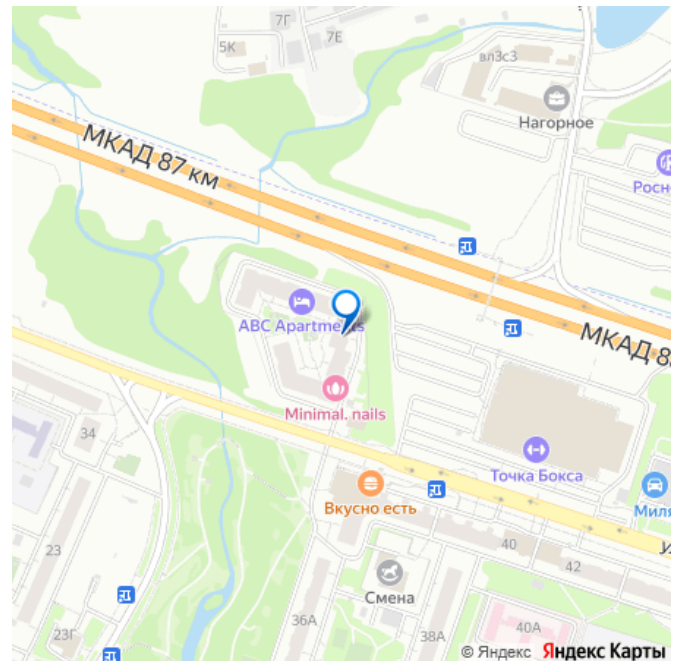 7Г
7Е
5К
вл3с3
Нагорное
МКАД 87 км
Росн
ABC Apartments
МКАД 8
Minimal. nails
34
Точка Бокса
Вкусно есть
Миля
40
У
23
42
Смена
36А
38А
40А
23Г
© Яндекс Яндекс Карты